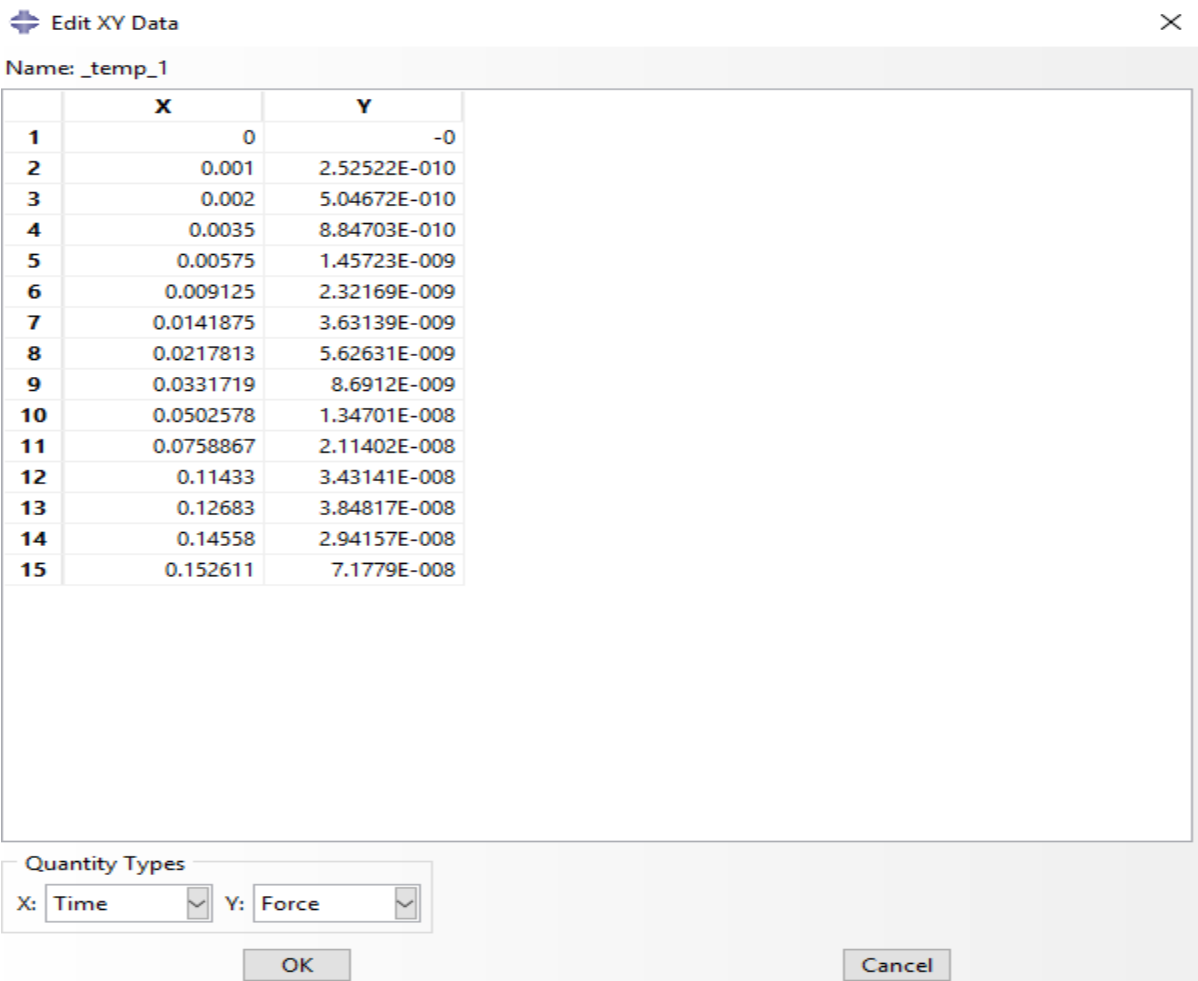 Edit XY Data
Name: _temp_1
X Y
1 0 -0
2 0.001 2.52522E-010
3 0.002 5.04672E-010
4 0.0035 8.84703E-010
5 0.00575 1.45723E-009
6 0.009125 2.32169E-009
7 0.0141875 3.63139E-009
8 0.0217813 5.62631E-009
9 0.0331719 8.6912E-009
10 0.0502578 1.34701E-008
11 0.0758867 2.11402E-008
12 0.11433 3.43141E-008
13 0.12683 3.84817E-008
14 0.14558 2.94157E-008
15 0.152611 7.1779E-008
Quantity Types
X: Time Y: Force
OK Cancel